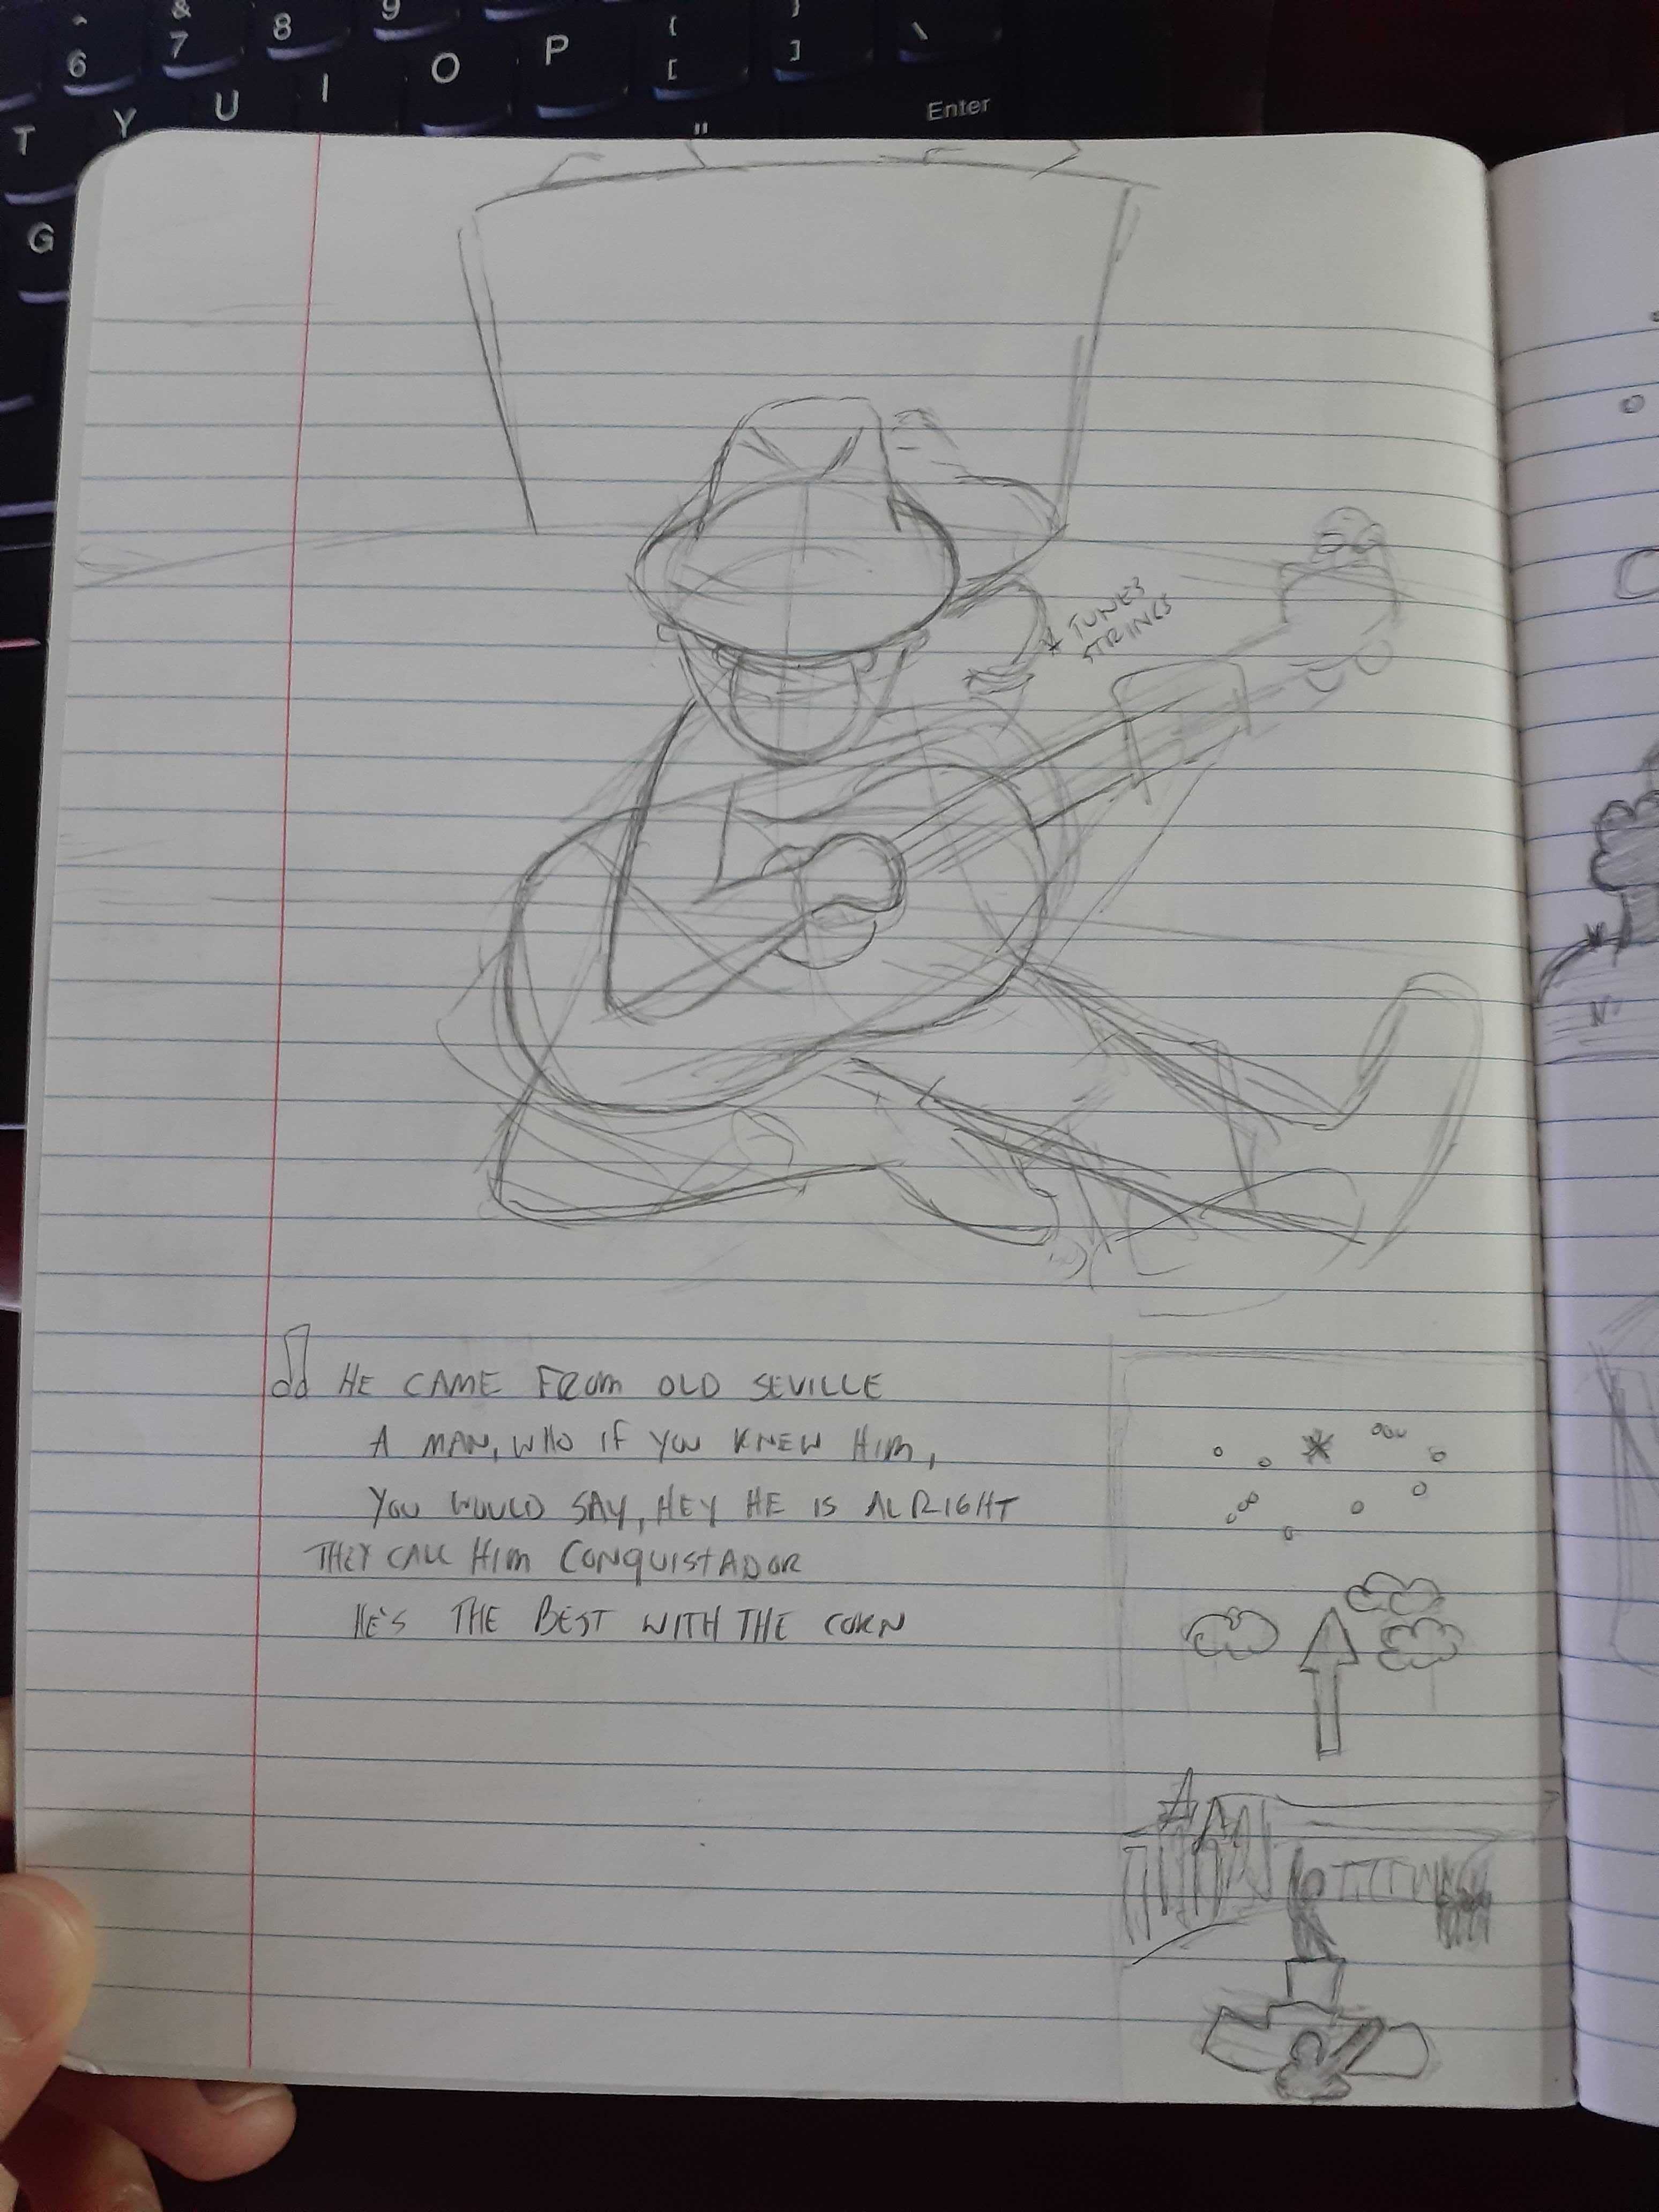 ^ & 9
6 7 8
T Y U I O P { [ } ] \
G " Enter
* TUNES
STRINGS
HE CAME FROM OLD SEVILLE
A MAN, WHO IF YOU KNEW HIM,
YOU WOULD SAY, HEY HE IS ALRIGHT
THEY CALL HIM CONQUISTADOR
HE'S THE BEST WITH THE CORN